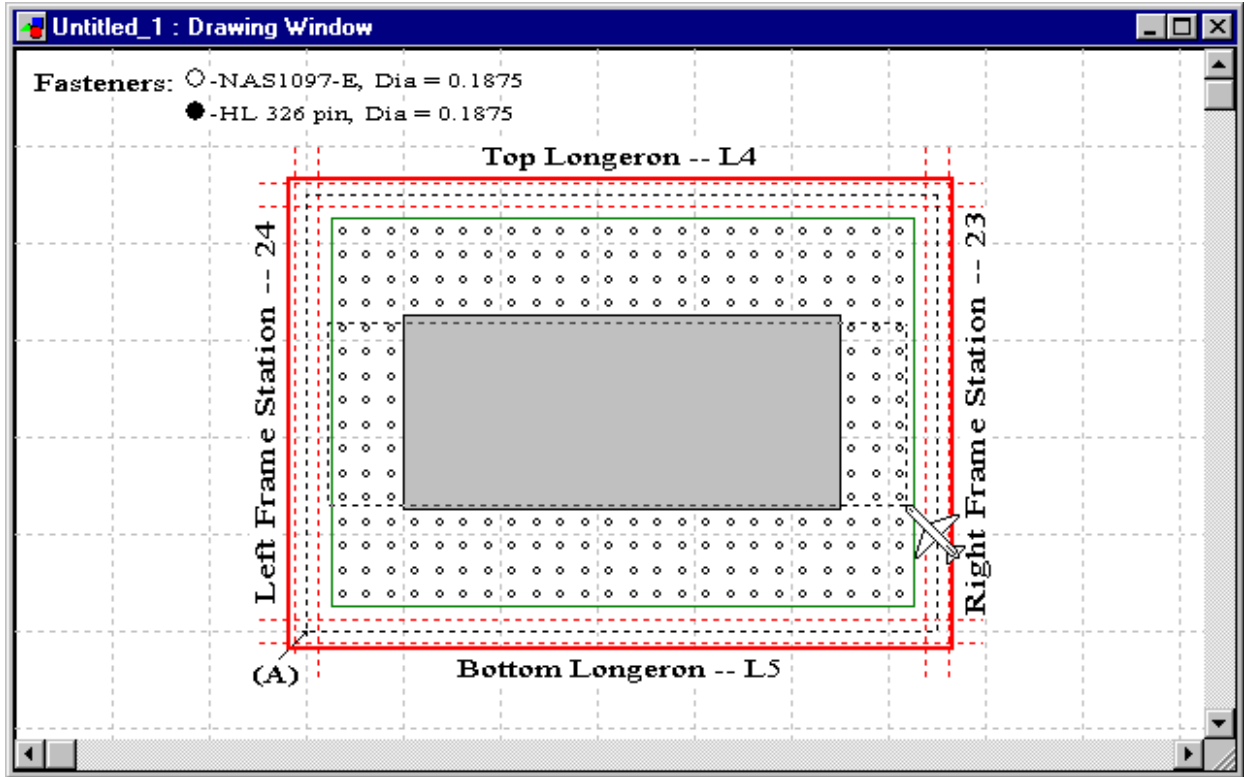 Untitled_1 : Drawing Window
Fasteners: O-NAS1097-E, Dia = 0.1875
●-HL 326 pin, Dia = 0.1875
Top Longeron -- L4
Left Frame Station -- 24
Right Frame Station -- 23
(A)
Bottom Longeron -- L5